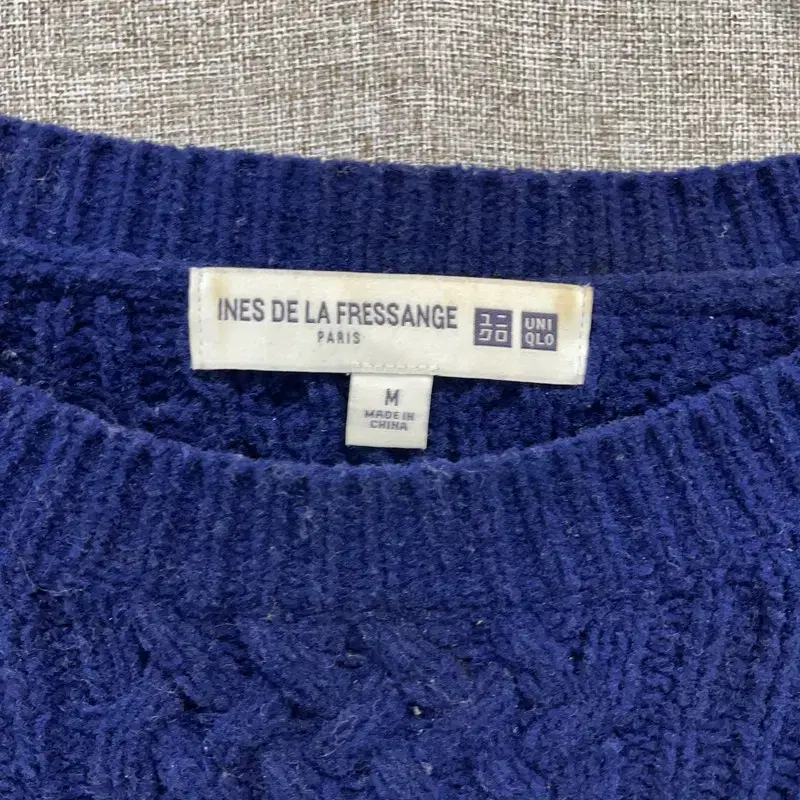 INES DE LA FRESSANGE
PARIS
ユニ
クロ
UNI
QLO
M
MADE IN
CHINA